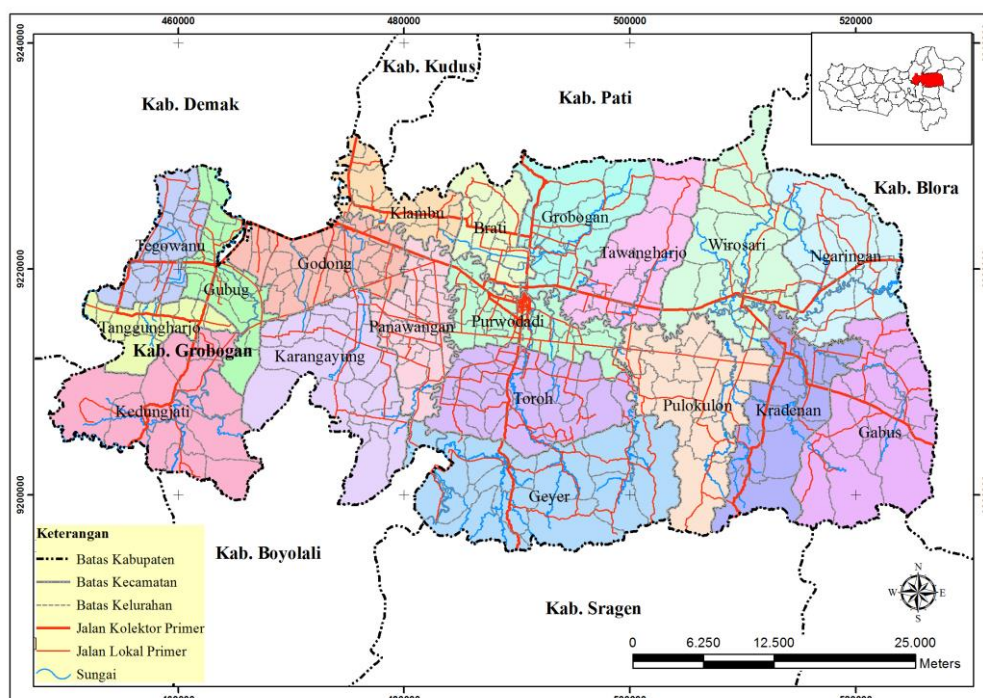 460000 480000 500000 520000
9240000
9240000
Kab. Kudus
Kab. Demak
Kab. Pati
Kab. Blora
Klambu
Grobogan
Brati
Tegowanu
Godong
Tawangharjo
Wirosari
Ngaringan
9220000
9220000
Gubug
Tanggungharjo
Panawangan
Purwodadi
Kab. Grobogan
Karangayung
Toroh
Pulokulon
Kradenan
Kedungjati
Gabus
9200000
9200000
Geyer
Keterangan
Batas Kabupaten
Batas Kecamatan
Batas Kelurahan
Jalan Kolektor Primer
Jalan Lokal Primer
Sungai
Kab. Boyolali
Kab. Sragen
N
W E
S
0 6.250 12.500 25.000
Meters